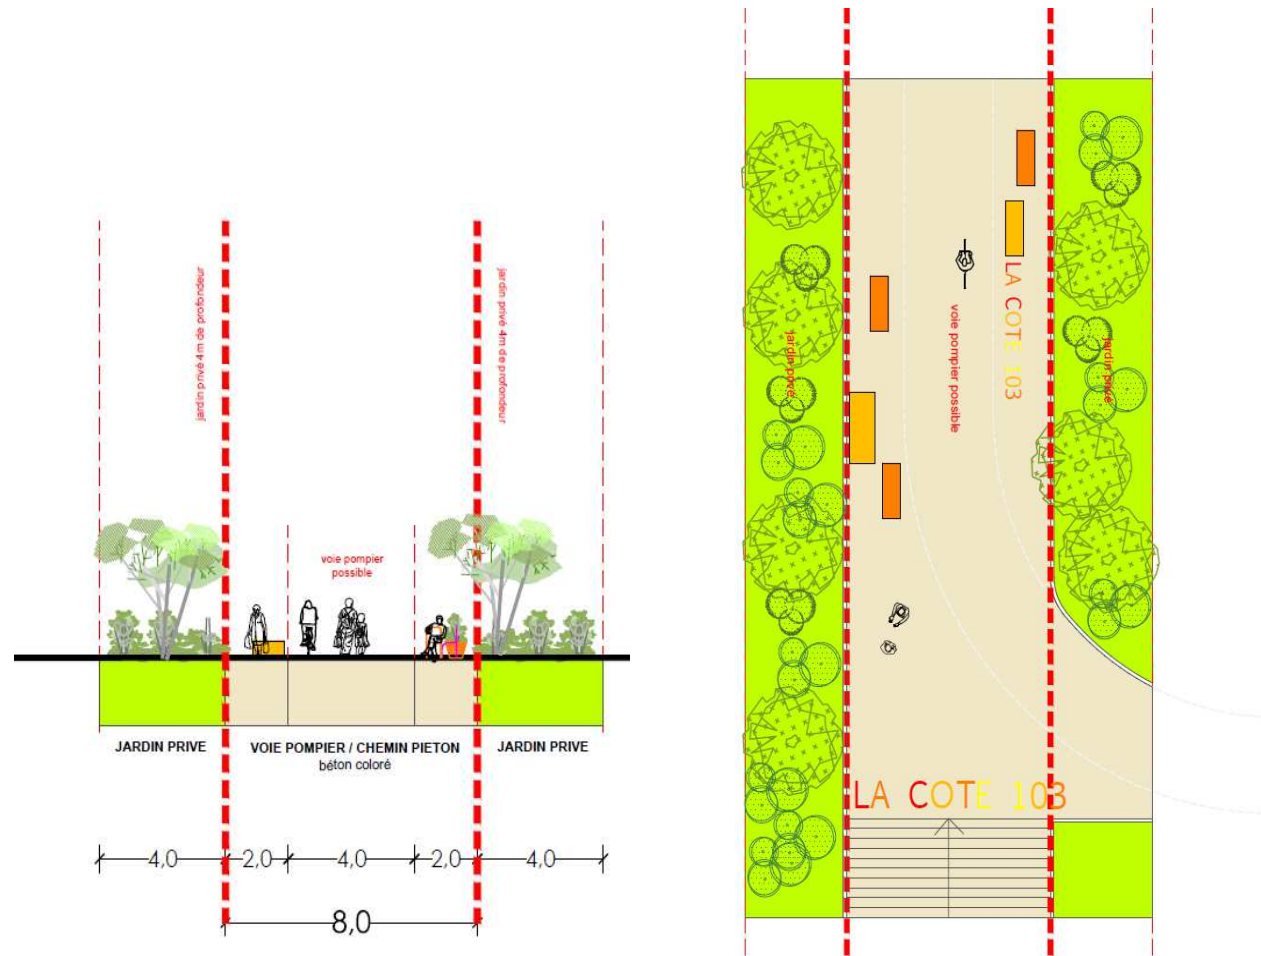 jardin privé 4m de profondeur
jardin privé 4m de profondeur
voie pompier
possible
JARDIN PRIVE
VOIE POMPIER / CHEMIN PIETON
béton coloré
JARDIN PRIVE
4,0
2,0
4,0
2,0
4,0
8,0
jardin privé
voie pompier possible
LA COTE 103
jardin privé
LA COTE 103